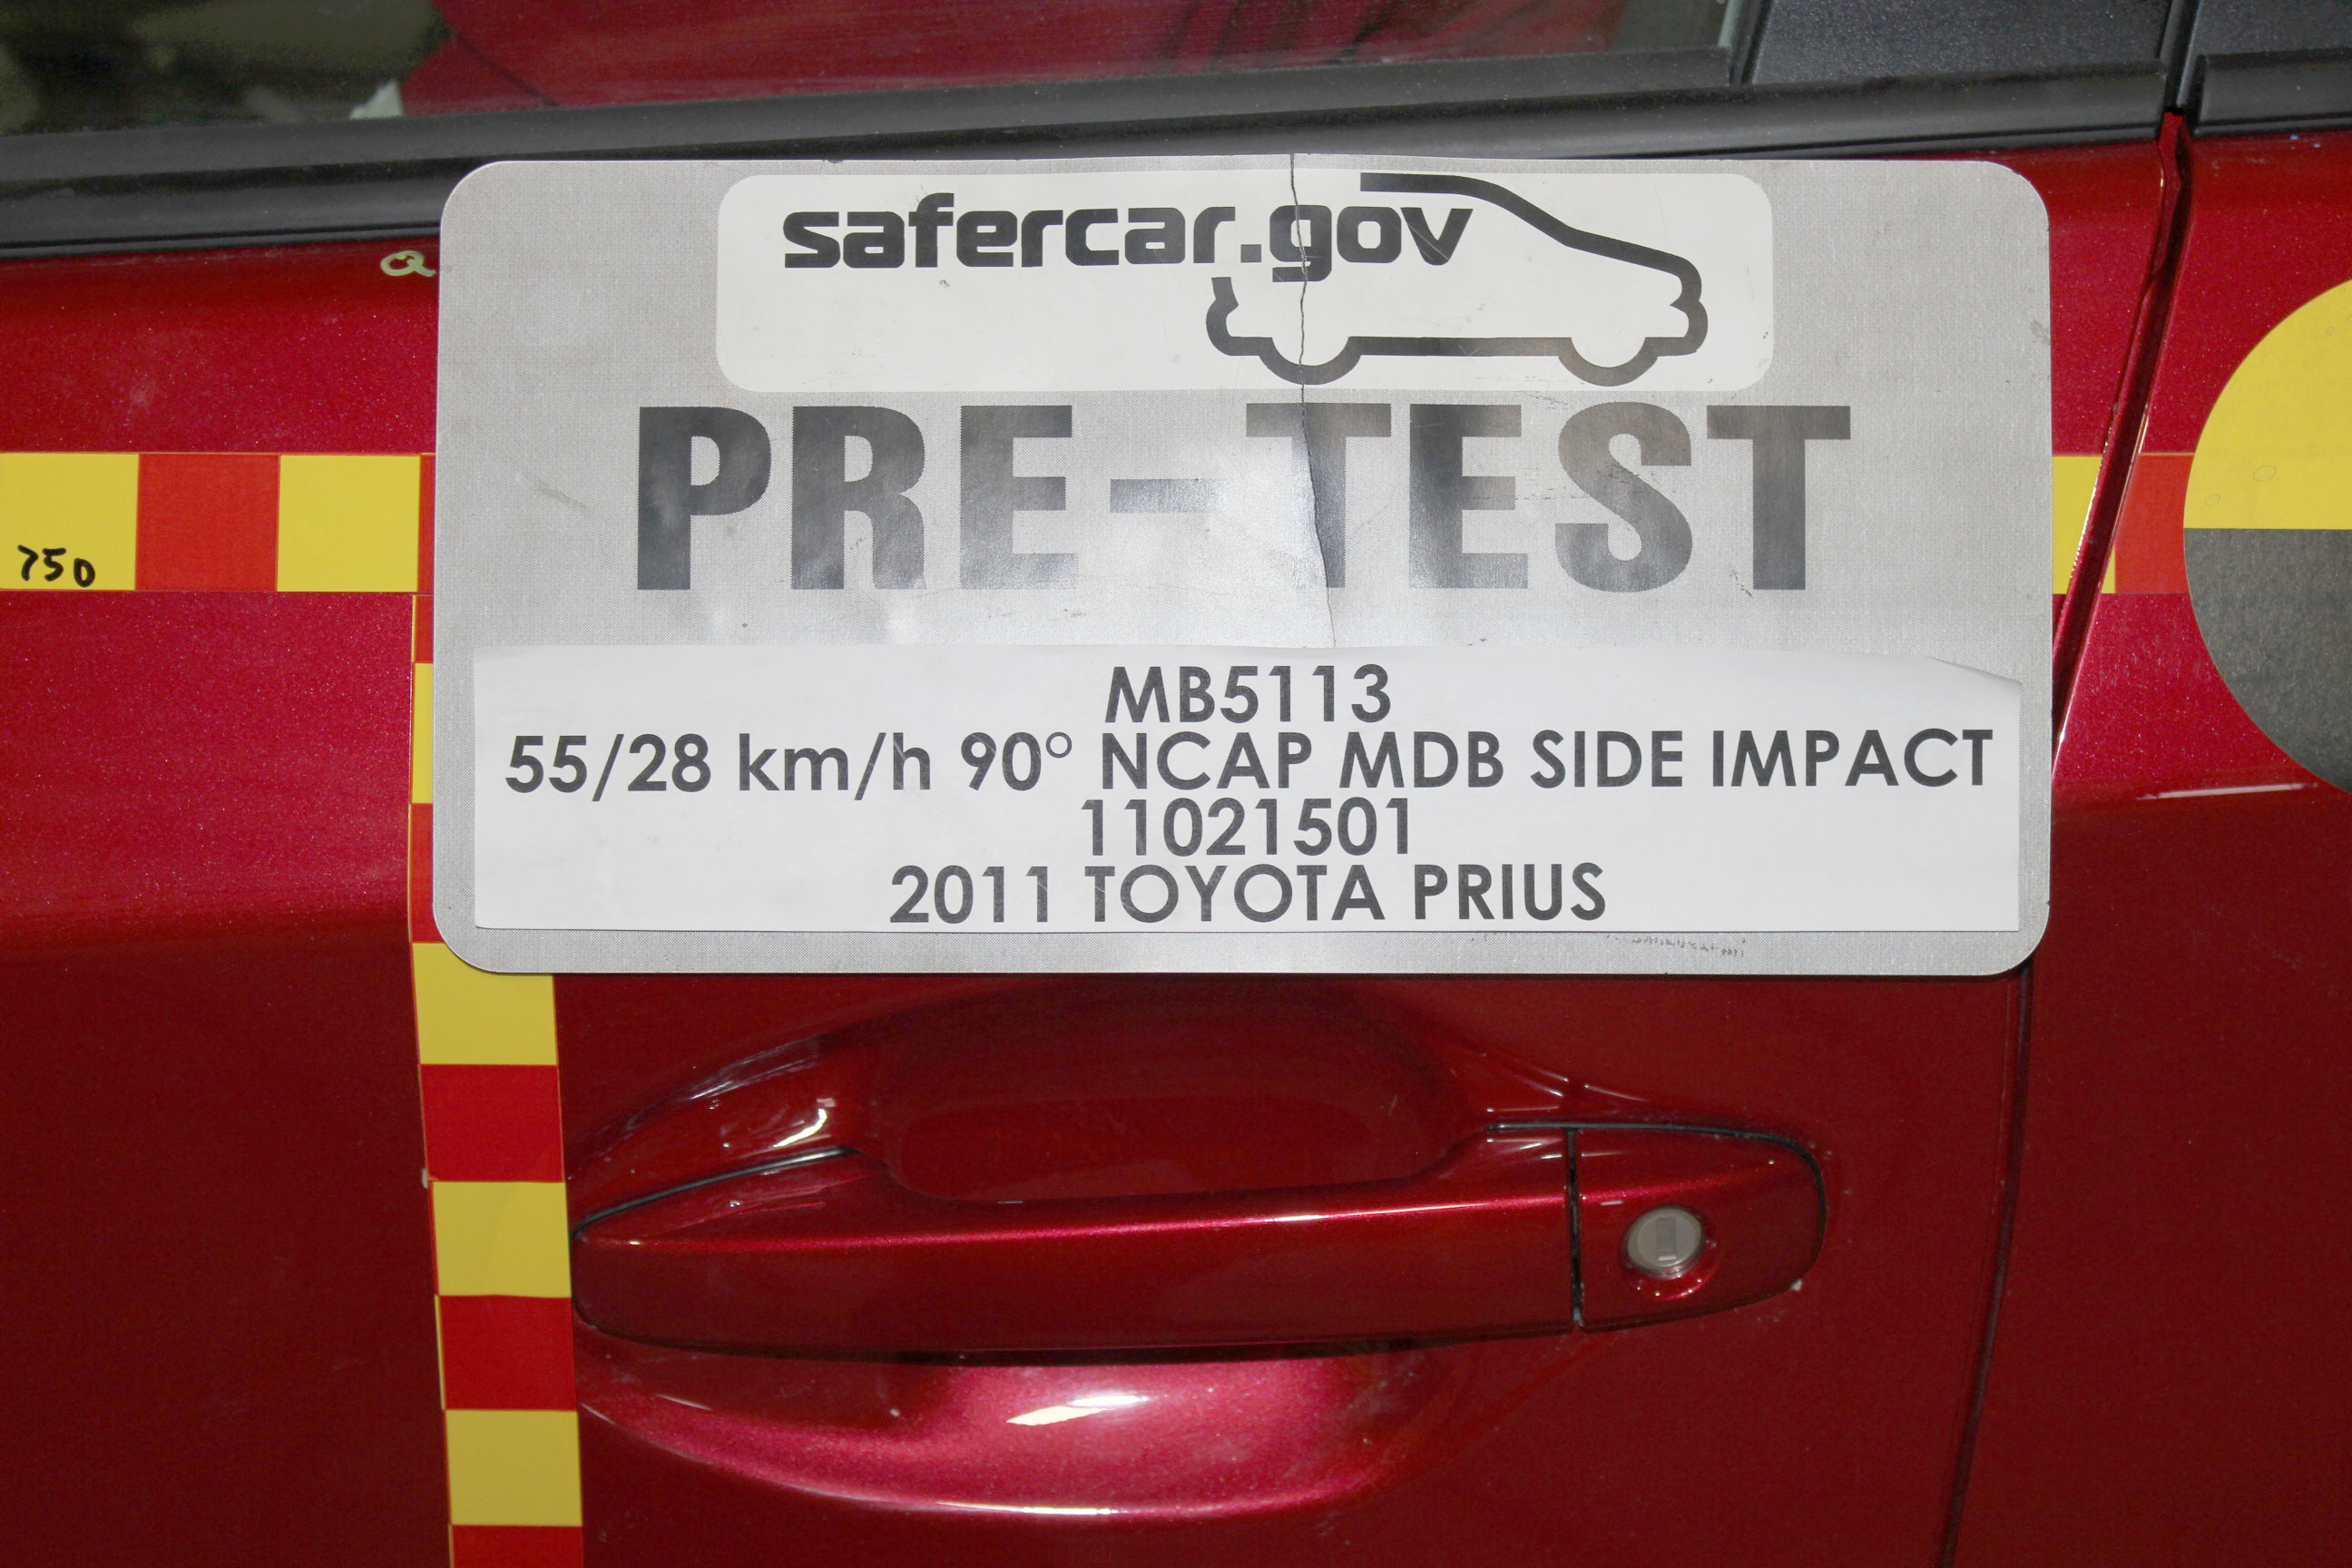 safercar.gov
Q
PRE-TEST
750
MB5113
55/28 km/h 90° NCAP MDB SIDE IMPACT
11021501
2011 TOYOTA PRIUS